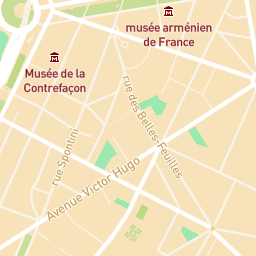 musée arménien
de France
Musée de la
Contrefaçon
rue des Belles-Feuilles
rue Spontini
Avenue Victor Hugo